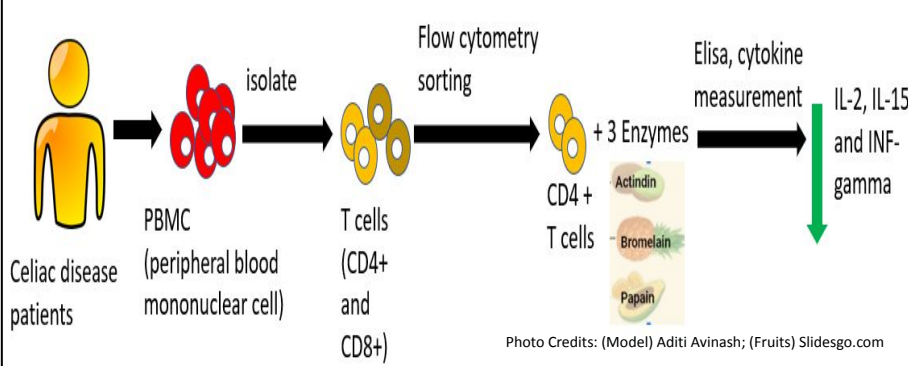 Celiac disease
patients
PBMC
(peripheral blood
mononuclear cell)
isolate
T cells
(CD4+
and
CD8+)
Flow cytometry
sorting
CD4 +
T cells
+ 3 Enzymes
Actindin
Bromelain
Papain
Elisa, cytokine
measurement
IL-2, IL-15
and INF-
gamma
Photo Credits: (Model) Aditi Avinash; (Fruits) Slidesgo.com